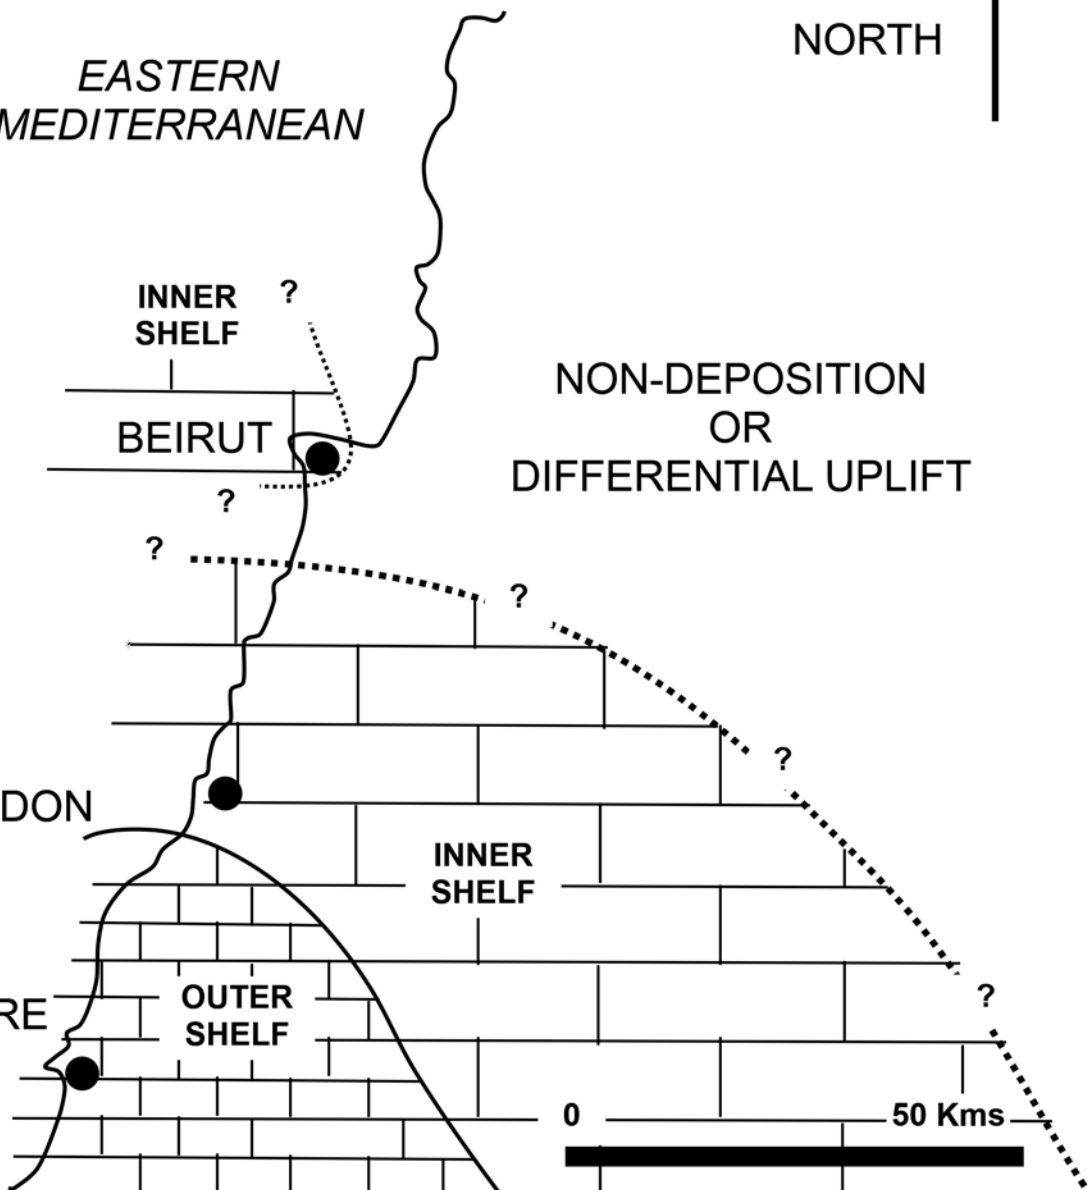 NORTH
EASTERN
MEDITERRANEAN
INNER
SHELF
?
NON-DEPOSITION
OR
DIFFERENTIAL UPLIFT
BEIRUT
?
?
?
?
DON
INNER
SHELF
?
OUTER
SHELF
RE
0
50 Kms